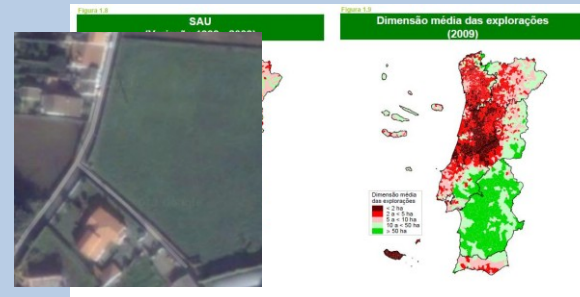 Figura 1.8
SAU
Figura 1.9
Dimensão média das explorações
(2009)
Dimensão média
das explorações
< 2 ha
2 a < 5 ha
5 a < 10 ha
10 a < 50 ha
> 50 ha